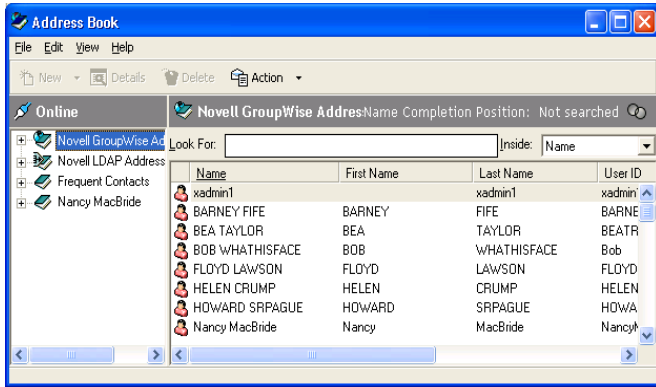 Address Book
File Edit View Help
New Details Delete Action
Online
Novell GroupWise Addres Name Completion Position: Not searched
Novell GroupWise Ad
Novell LDAP Address
Frequent Contacts
Nancy MacBride
Look For: Inside: Name
Name First Name Last Name User ID
xadmin1 xadmin1 xadmin1
BARNEY FIFE BARNEY FIFE BARNE
BEA TAYLOR BEA TAYLOR BEATR
BOB WHATHISFACE BOB WHATHISFACE Bob
FLOYD LAWSON FLOYD LAWSON FLOYD
HELEN CRUMP HELEN CRUMP HELEN
HOWARD SRPAGUE HOWARD SRPAGUE HOWA
Nancy MacBride Nancy MacBride NancyM